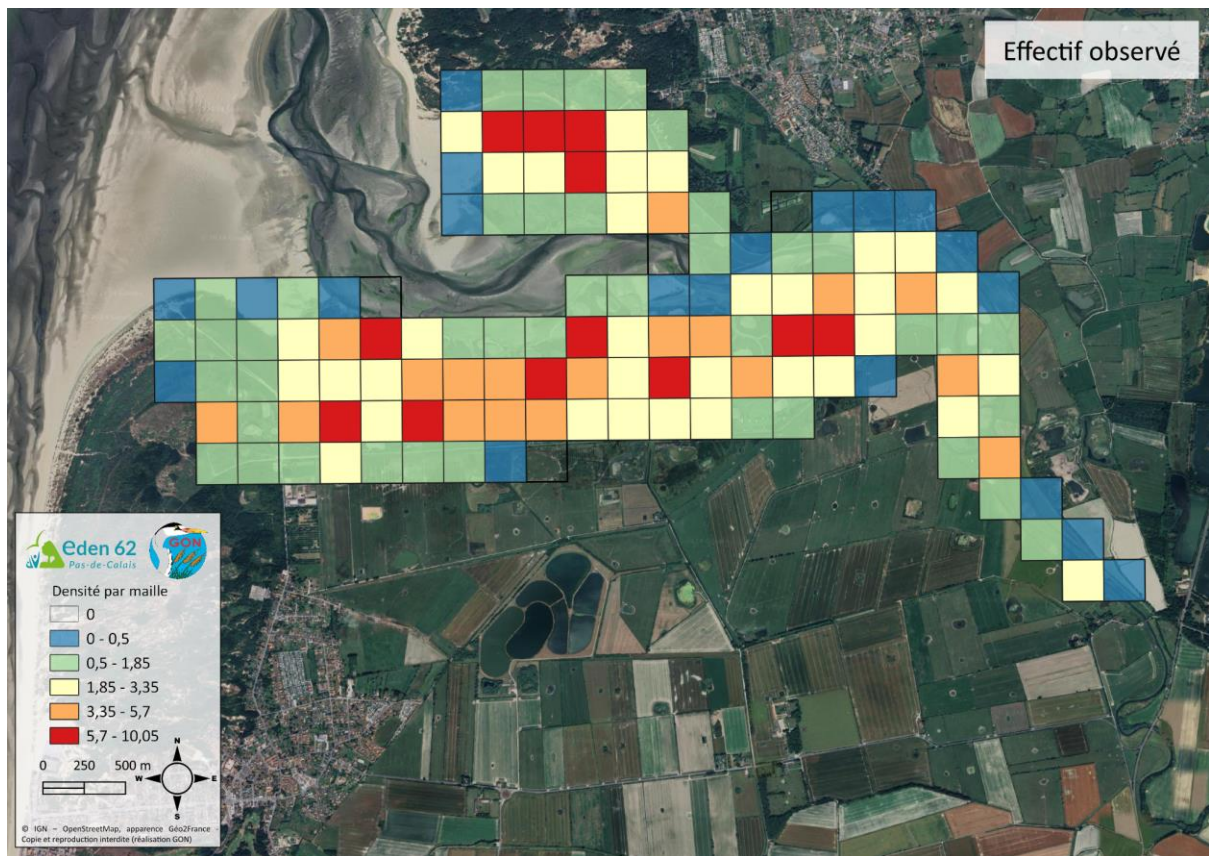 Effectif observé
eden 62
Pas-de-Calais
GON
Densité par maille
0
0 - 0,5
0,5 - 1,85
1,85 - 3,35
3,35 - 5,7
5,7 - 10,05
0 250 500 m
N
W E
S
© IGN – OpenStreetMap, apparence Géo2France -
Copie et reproduction interdite (réalisation GON)